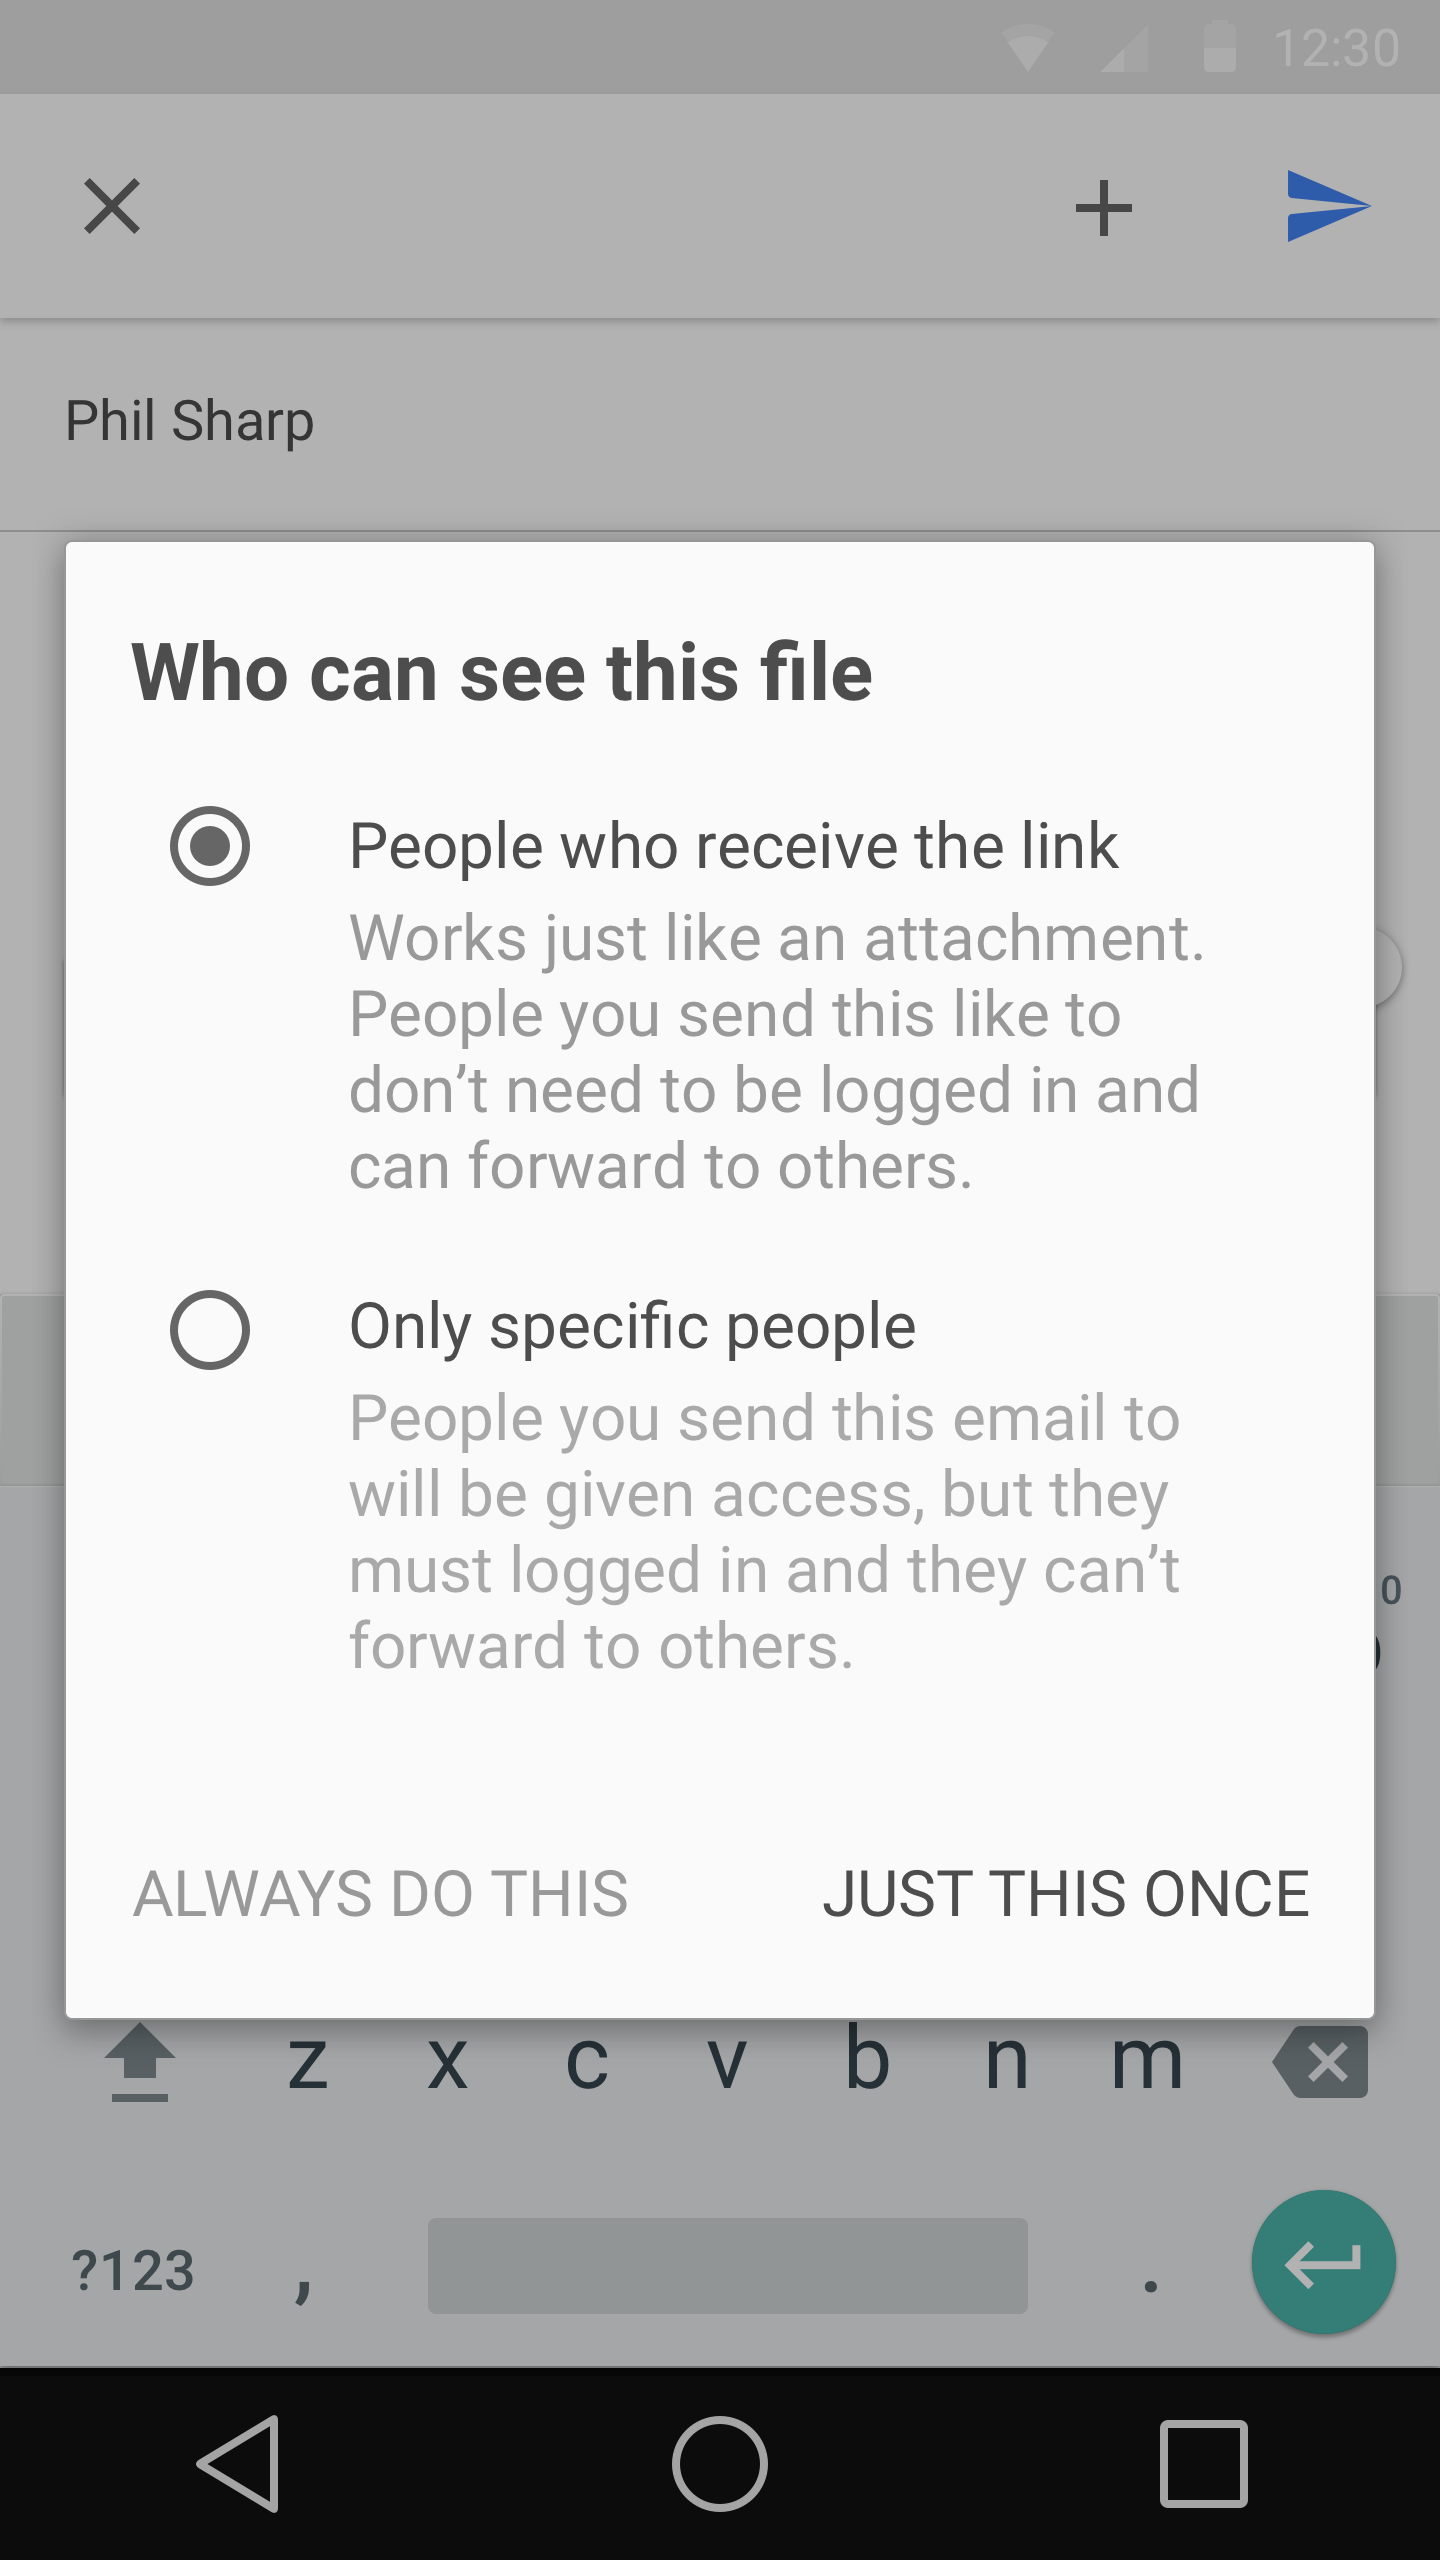 12:30
Phil Sharp
Who can see this file
People who receive the link
Works just like an attachment.
People you send this like to
don’t need to be logged in and
can forward to others.
Only specific people
People you send this email to
will be given access, but they
must logged in and they can’t
forward to others.
ALWAYS DO THIS JUST THIS ONCE
0
z x c v b n m
?123 , .